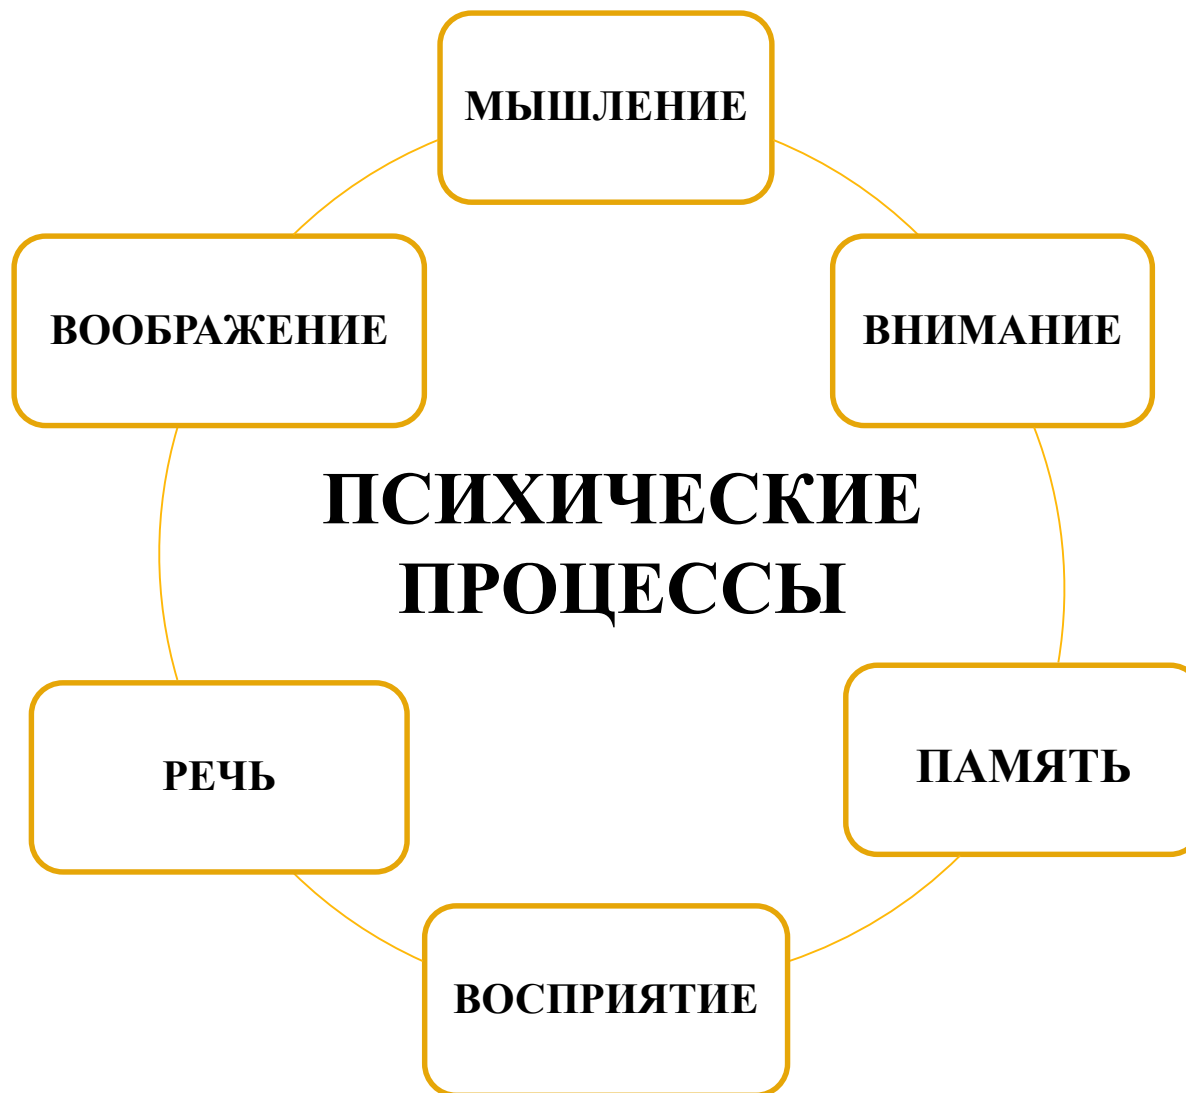 МЫШЛЕНИЕ
ВООБРАЖЕНИЕ
ВНИМАНИЕ
ПСИХИЧЕСКИЕ
ПРОЦЕССЫ
РЕЧЬ
ПАМЯТЬ
ВОСПРИЯТИЕ